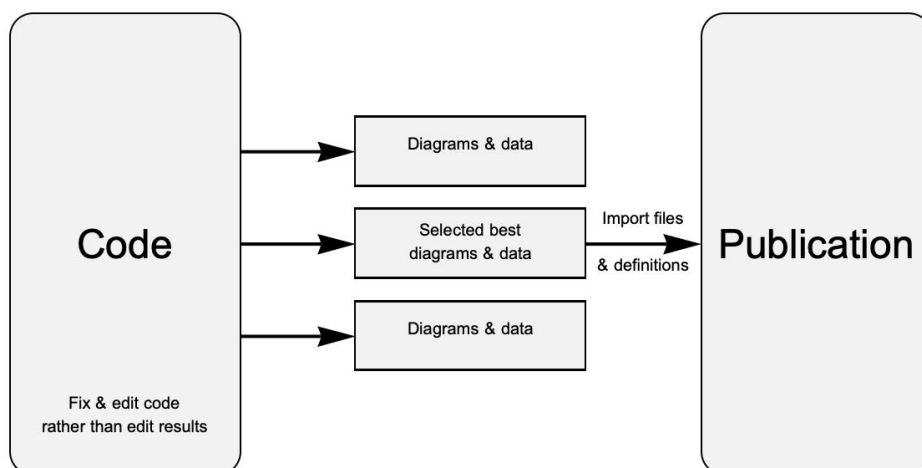 Code
Fix & edit code
rather than edit results
Diagrams & data
Selected best
diagrams & data
Diagrams & data
Import files
& definitions
Publication